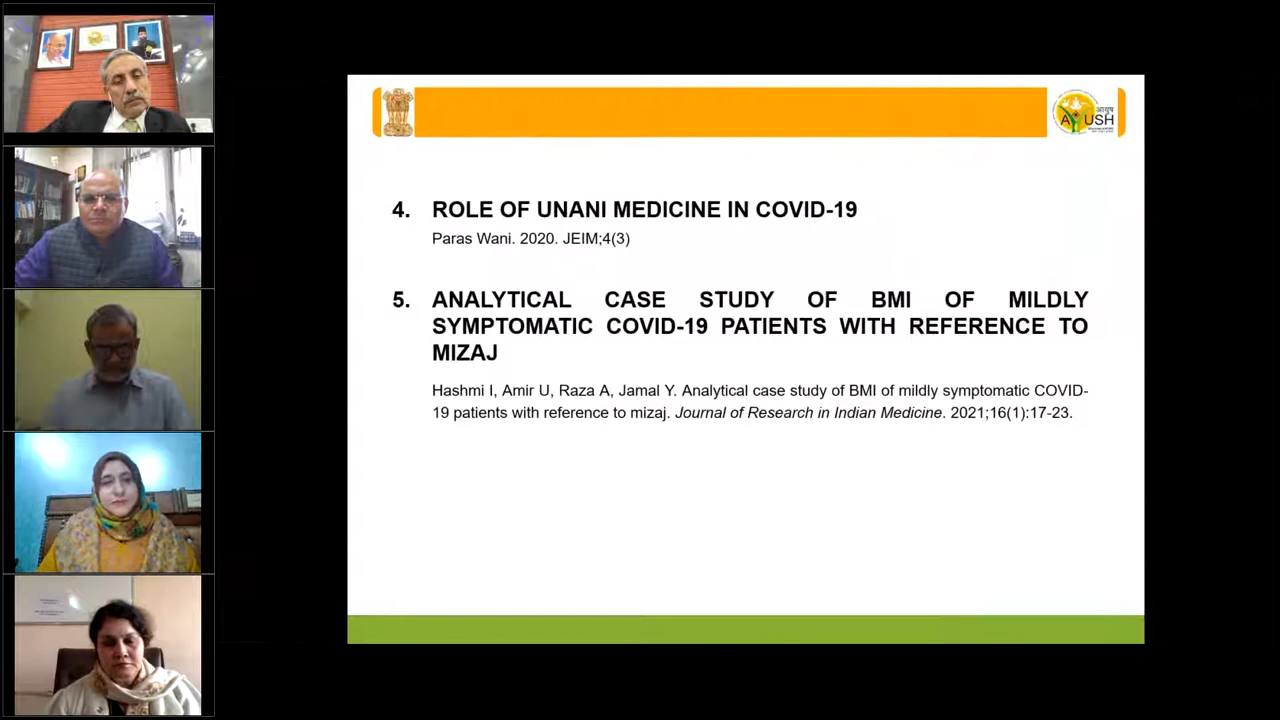 आयुष
AYUSH
4. ROLE OF UNANI MEDICINE IN COVID-19
Paras Wani. 2020. JEIM;4(3)
5. ANALYTICAL CASE STUDY OF BMI OF MILDLY
SYMPTOMATIC COVID-19 PATIENTS WITH REFERENCE TO
MIZAJ
Hashmi I, Amir U, Raza A, Jamal Y. Analytical case study of BMI of mildly symptomatic COVID-
19 patients with reference to mizaj. Journal of Research in Indian Medicine. 2021;16(1):17-23.